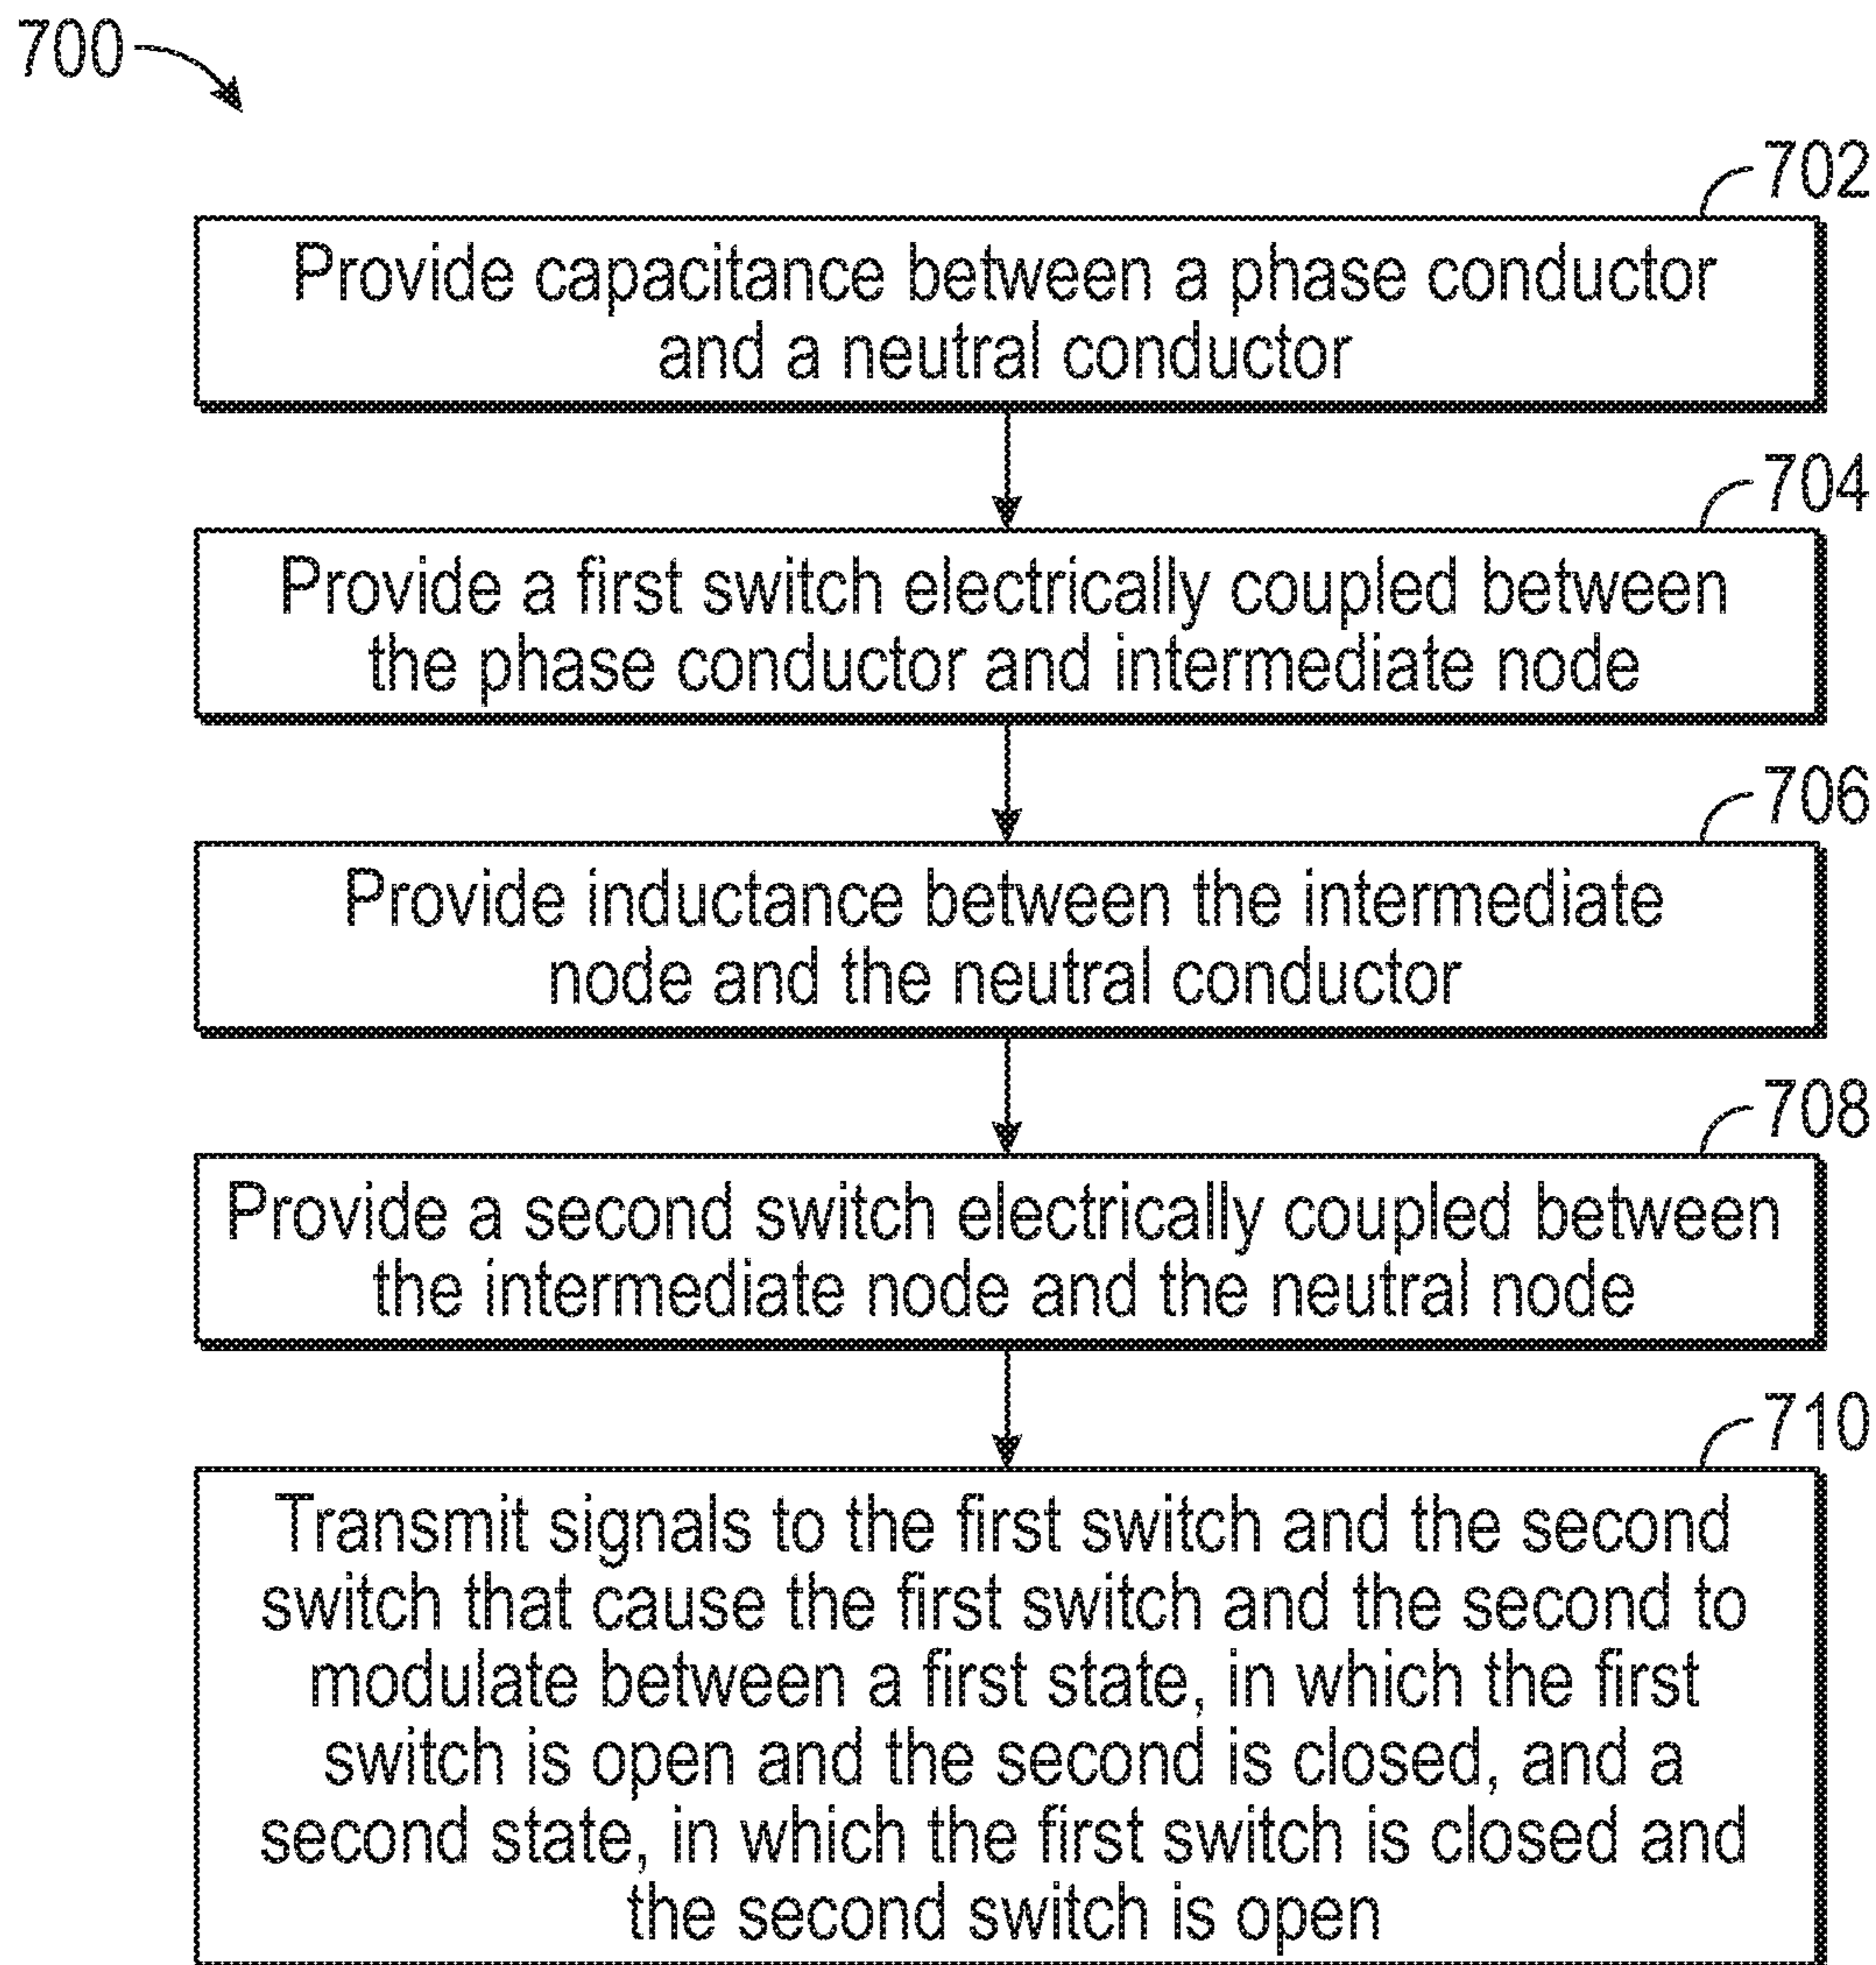 700
702
Provide capacitance between a phase conductor
and a neutral conductor
704
Provide a first switch electrically coupled between
the phase conductor and intermediate node
706
Provide inductance between the intermediate
node and the neutral conductor
708
Provide a second switch electrically coupled between
the intermediate node and the neutral node
710
Transmit signals to the first switch and the second
switch that cause the first switch and the second to
modulate between a first state, in which the first
switch is open and the second is closed, and a
second state, in which the first switch is closed and
the second switch is open